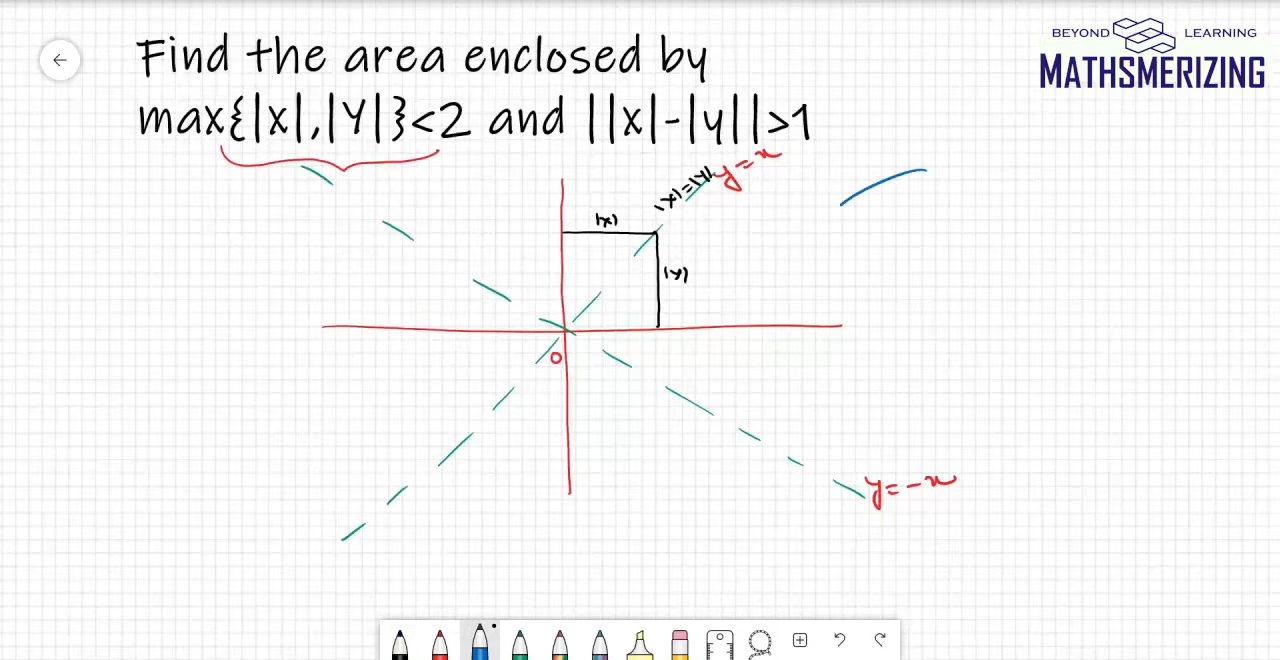 BEYOND LEARNING
MATHSMERIZING
Find the area enclosed by
max{|x|,|Y|}<2 and ||x|-|y||>1
|x|=|y|
y=x
|x|
|y|
O
y=-x